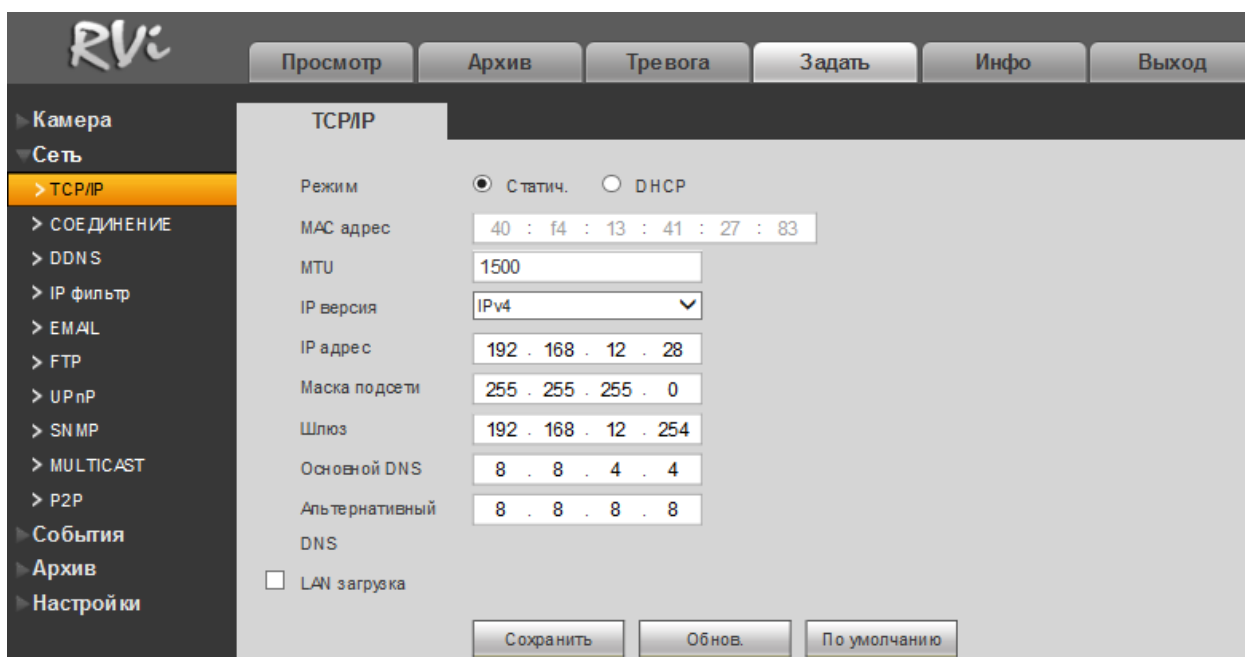 RVi
Просмотр Архив Тревога Задать Инфо Выход
Камера
Сеть
> TCP/IP
> СОЕДИНЕНИЕ
> DDNS
> IP фильтр
> EMAIL
> FTP
> UPnP
> SNMP
> MULTICAST
> P2P
События
Архив
Настройки
TCP/IP
Режим Статич. DHCP
MAC адрес 40 : f4 : 13 : 41 : 27 : 83
MTU 1500
IP версия IPv4
IP адрес 192 . 168 . 12 . 28
Маска подсети 255 . 255 . 255 . 0
Шлюз 192 . 168 . 12 . 254
Основной DNS 8 . 8 . 4 . 4
Альтернативный 8 . 8 . 8 . 8
DNS
LAN загрузка
Сохранить Обнов. По умолчанию